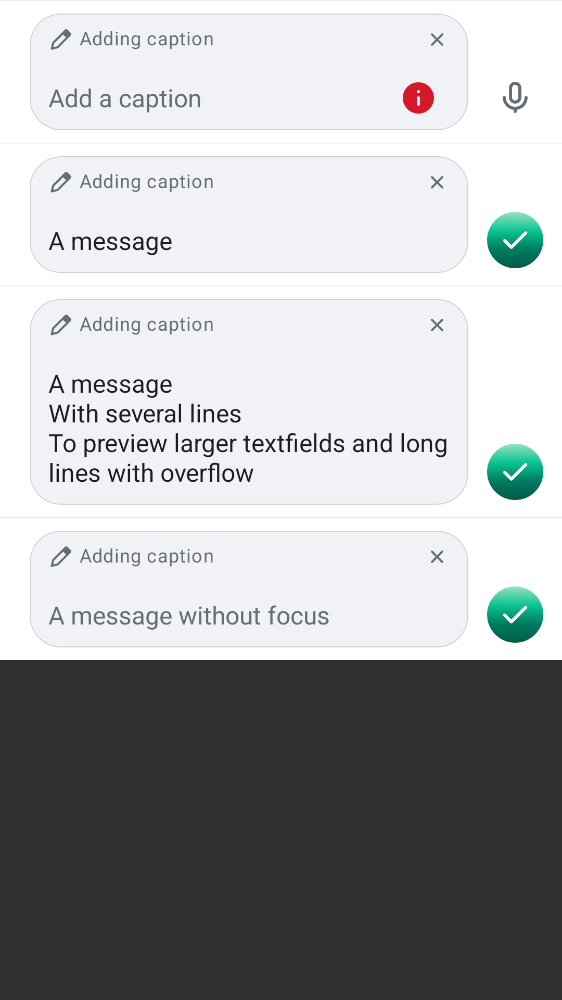 Adding caption
Add a caption
Adding caption
A message
Adding caption
A message
With several lines
To preview larger textfields and long
lines with overflow
Adding caption
A message without focus